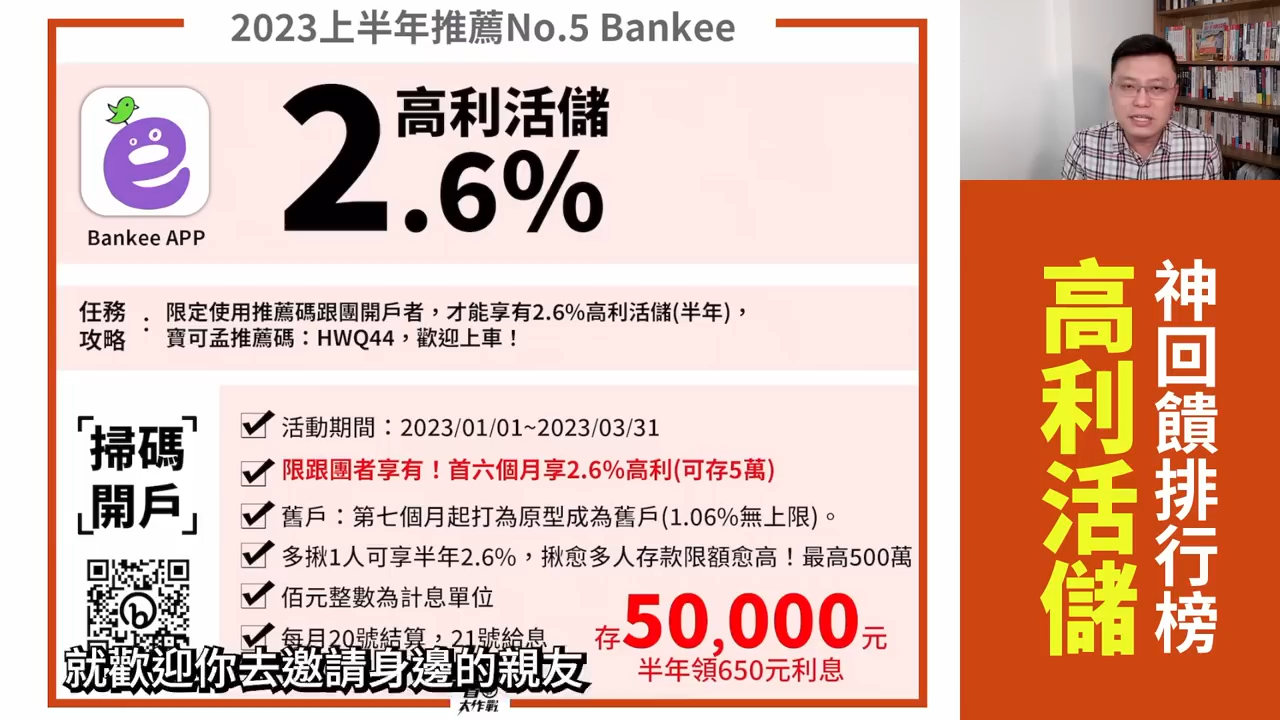 2023上半年推薦No.5 Bankee
高利活儲
2.6%
Bankee APP
任務攻略：
限定使用推薦碼跟團開戶者，才能享有2.6%高利活儲(半年)，
寶可孟推薦碼：HWQ44，歡迎上車！
掃碼
開戶
活動期間：2023/01/01~2023/03/31
限跟團者享有！首六個月享2.6%高利(可存5萬)
舊戶：第七個月起打為原型成為舊戶(1.06%無上限)。
多揪1人可享半年2.6%，揪愈多人存款限額愈高！最高500萬
佰元整數為計息單位
每月20號結算，21號給息
存50,000元
半年領650元利息
就歡迎你去邀請身邊的親友
大作戰
神回饋排行榜
高利活儲